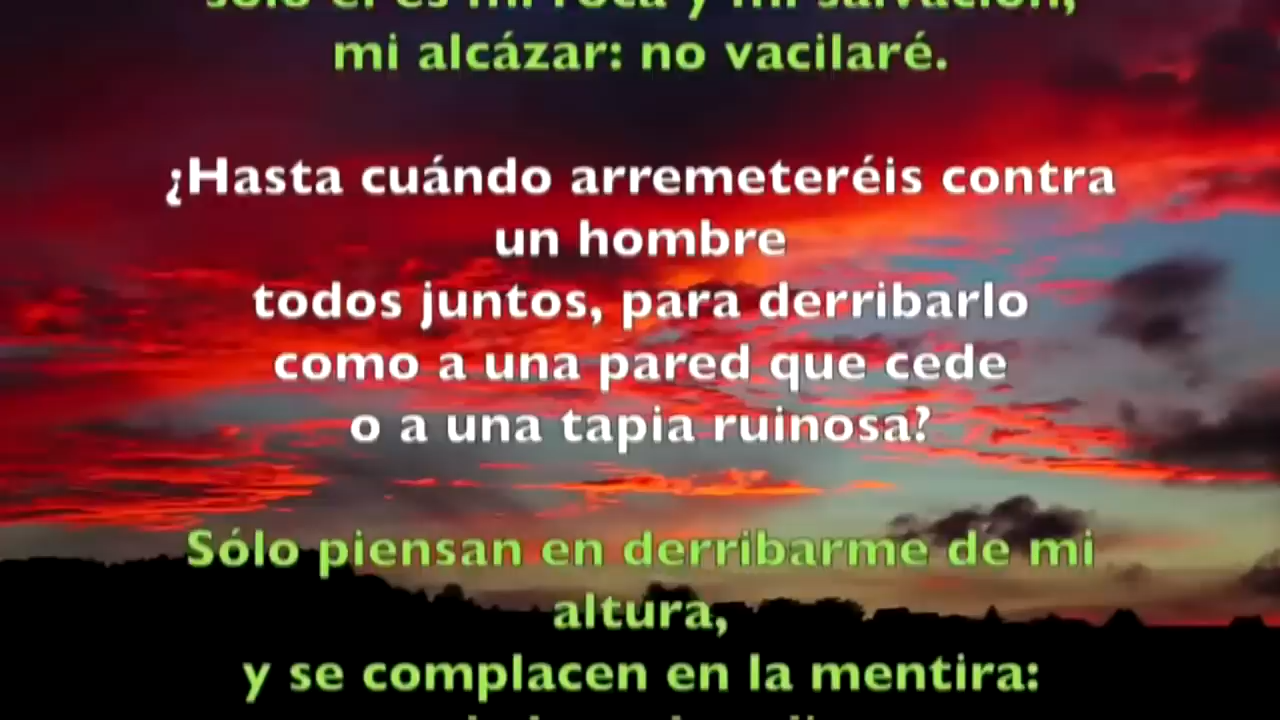 sólo él es mi roca y mi salvación,
mi alcázar: no vacilaré.
¿Hasta cuándo arremeteréis contra
un hombre
todos juntos, para derribarlo
como a una pared que cede
o a una tapia ruinosa?
Sólo piensan en derribarme de mi
altura,
y se complacen en la mentira: